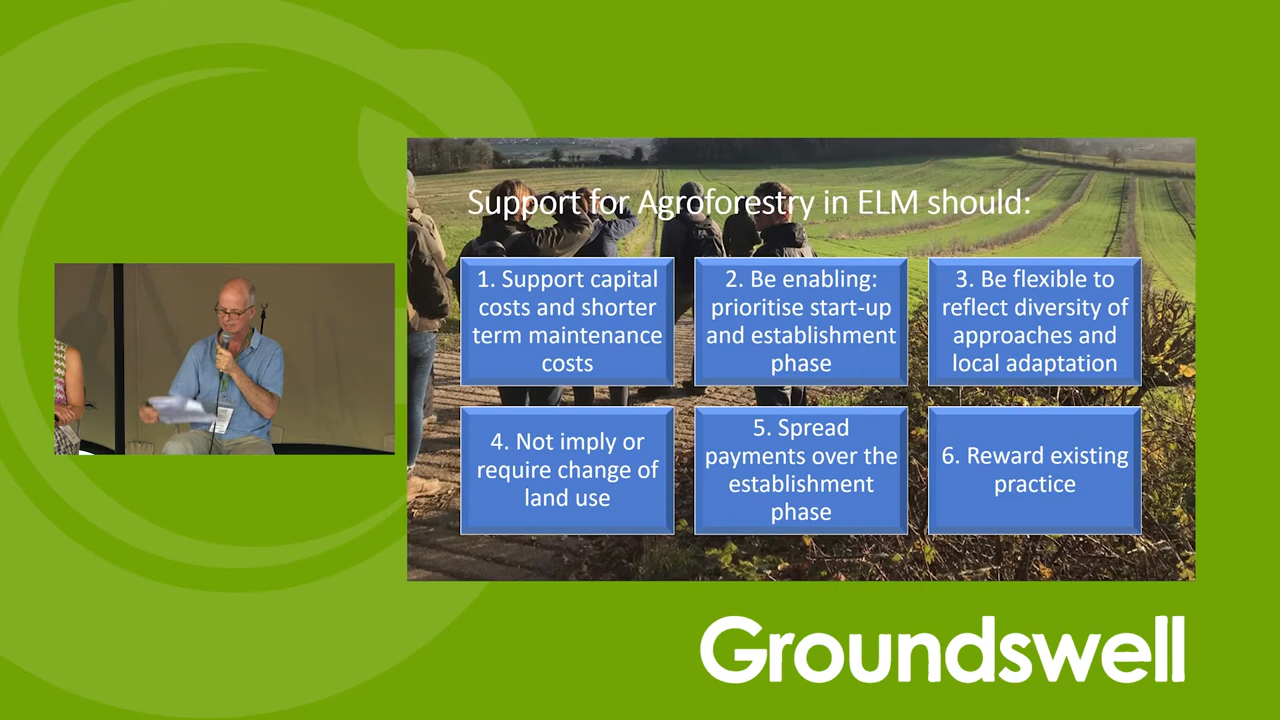 Support for Agroforestry in ELM should:
1. Support capital
costs and shorter
term maintenance
costs
2. Be enabling:
prioritise start-up
and establishment
phase
3. Be flexible to
reflect diversity of
approaches and
local adaptation
4. Not imply or
require change of
land use
5. Spread
payments over the
establishment
phase
6. Reward existing
practice
Groundswell